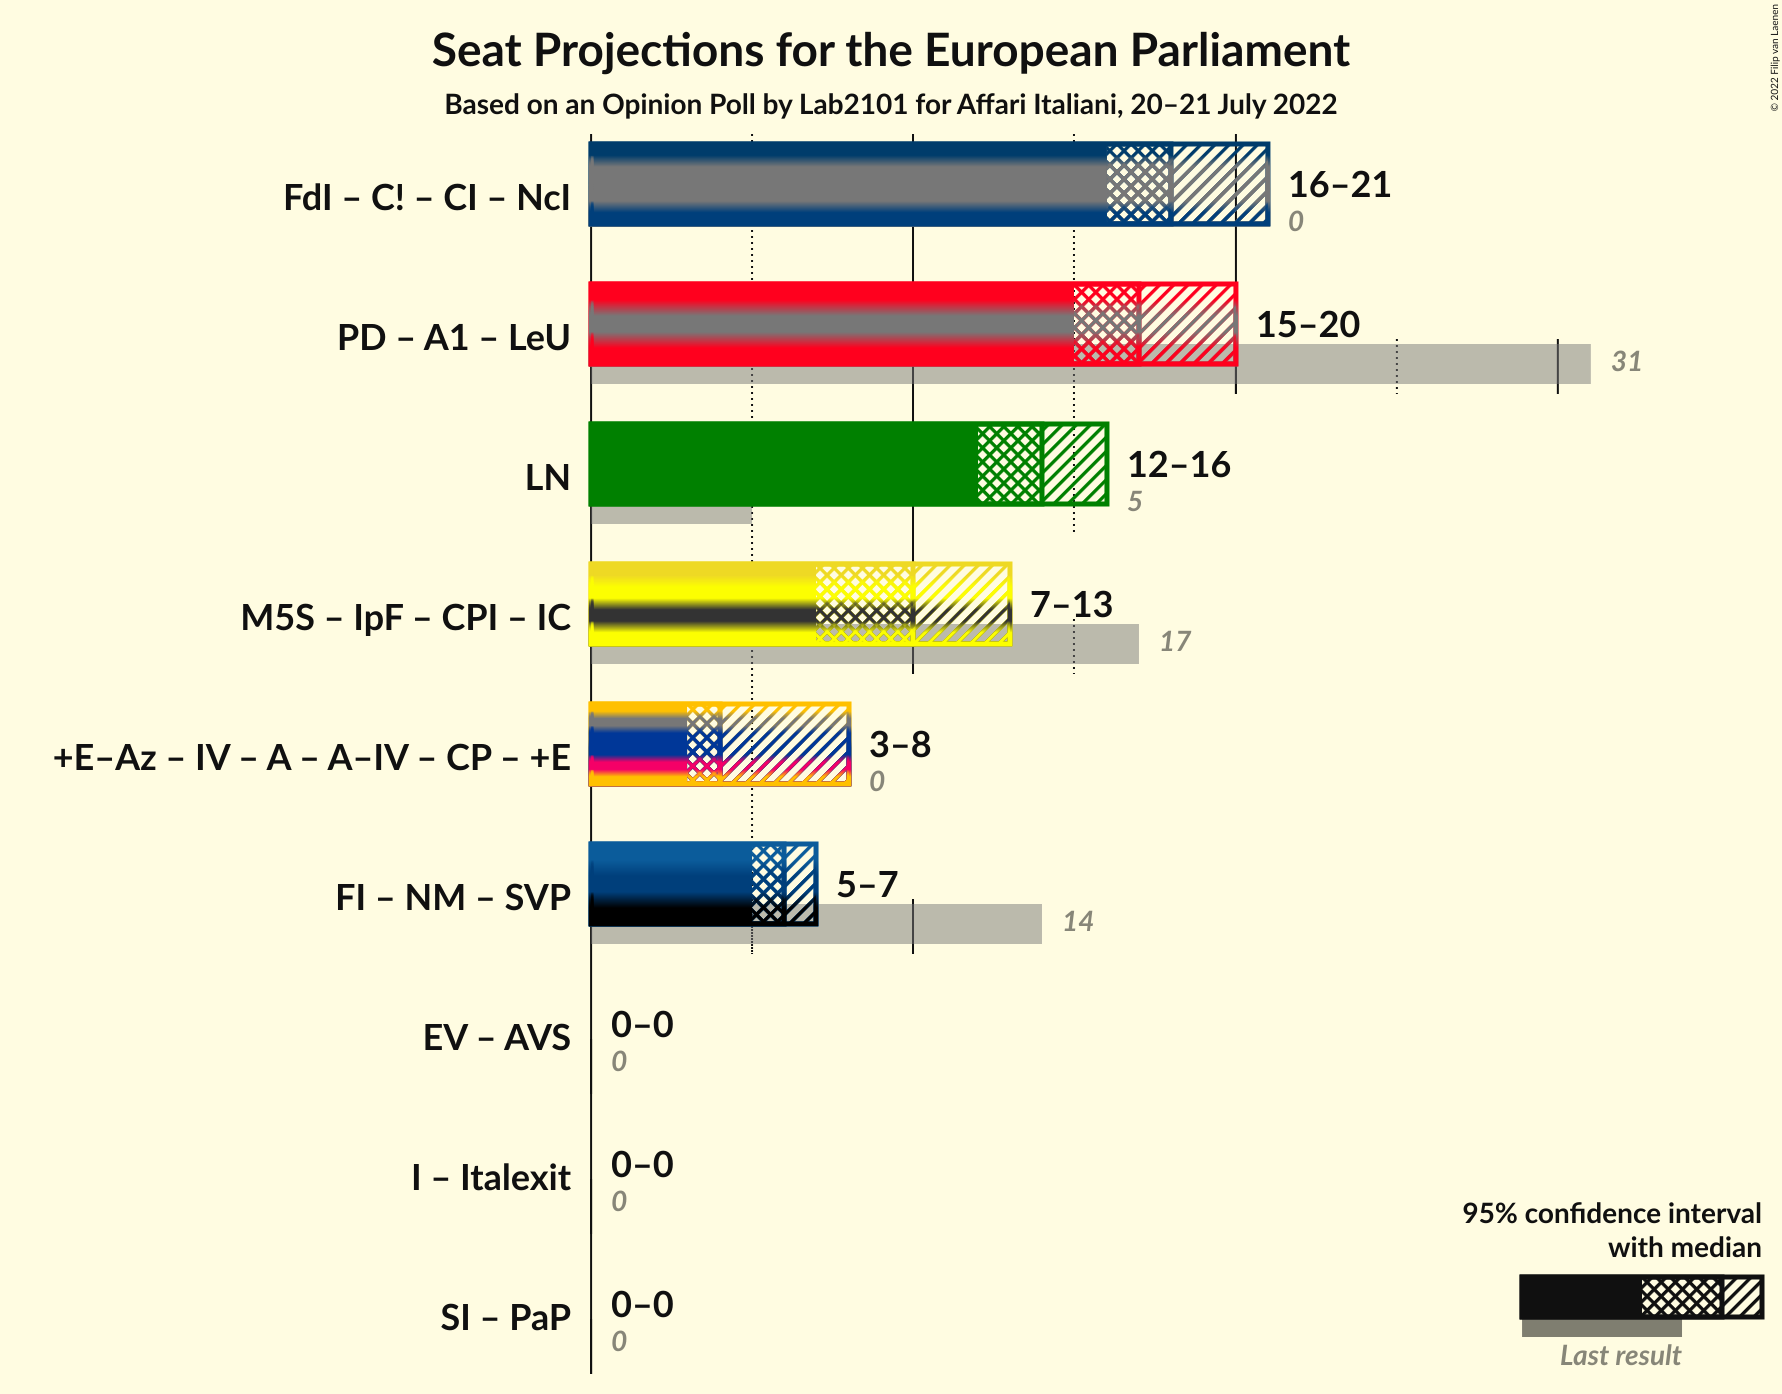 Seat Projections for the European Parliament
Based on an Opinion Poll by Lab2101 for Affari Italiani, 20–21 July 2022
© 2022 Filip van Laenen
FdI – C! – CI – NcI
16–21
0
PD – A1 – LeU
15–20
31
LN
12–16
5
M5S – IpF – CPI – IC
7–13
17
+E–Az – IV – A – A–IV – CP – +E
3–8
0
FI – NM – SVP
5–7
14
EV – AVS
0–0
0
I – Italexit
0–0
0
SI – PaP
0–0
0
95% confidence interval
with median
Last result